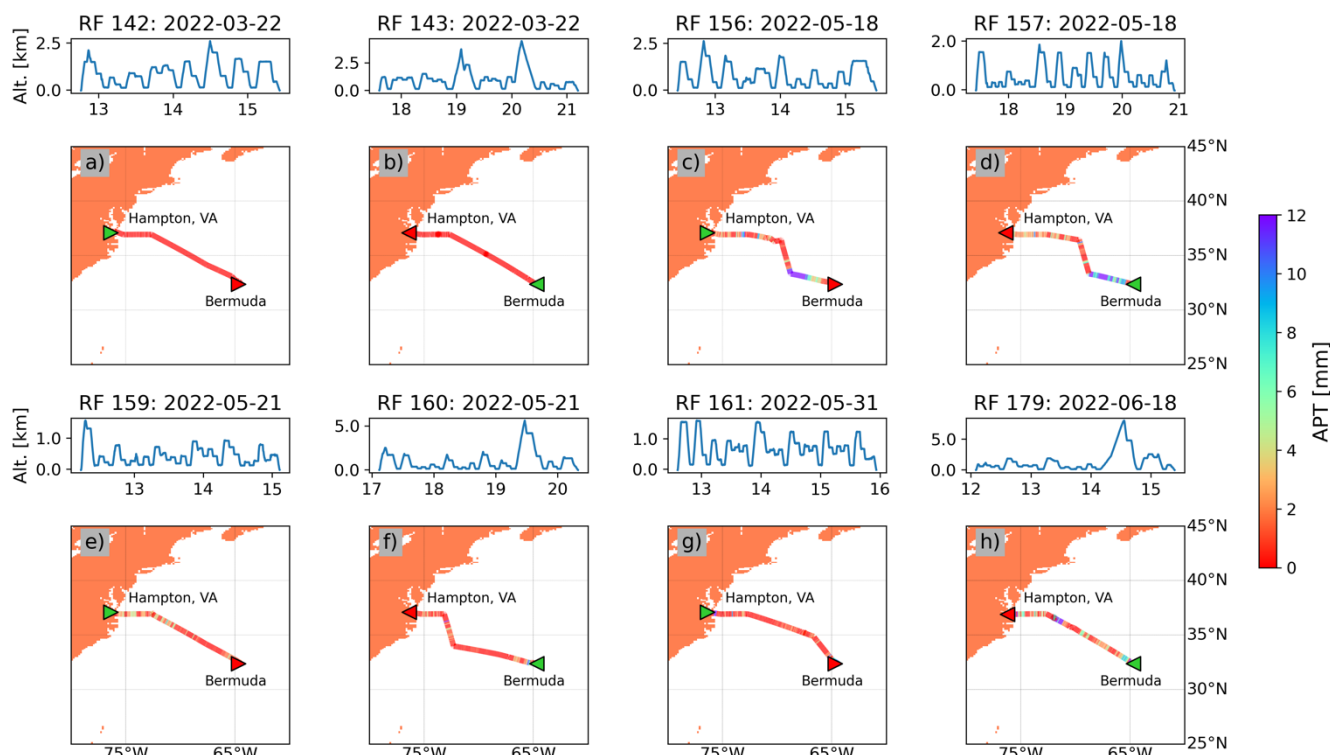 RF 142: 2022-03-22
RF 143: 2022-03-22
RF 156: 2022-05-18
RF 157: 2022-05-18
Alt. [km]
2.5
0.0
13
14
15
2.5
0.0
18
19
20
21
2.5
0.0
13
14
15
2.0
0.0
18
19
20
21
a)
Hampton, VA
Bermuda
b)
Hampton, VA
Bermuda
c)
Hampton, VA
Bermuda
d)
Hampton, VA
Bermuda
45°N
40°N
35°N
30°N
25°N
RF 159: 2022-05-21
RF 160: 2022-05-21
RF 161: 2022-05-31
RF 179: 2022-06-18
Alt. [km]
1.0
0.0
13
14
15
5.0
0.0
17
18
19
20
1.0
0.0
13
14
15
16
5.0
0.0
12
13
14
15
e)
Hampton, VA
Bermuda
f)
Hampton, VA
Bermuda
g)
Hampton, VA
Bermuda
h)
Hampton, VA
Bermuda
45°N
40°N
35°N
30°N
25°N
75°W
65°W
75°W
65°W
75°W
65°W
75°W
65°W
12
10
8
6
4
2
0
APT [mm]